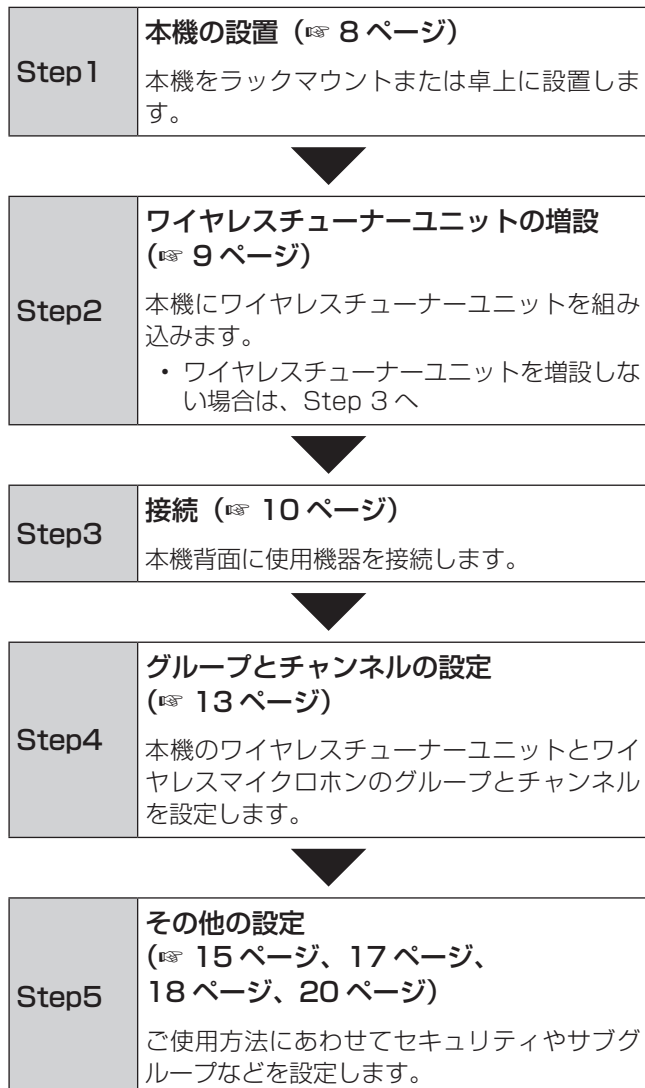 Step1
本機の設置（☞ 8 ページ）
本機をラックマウントまたは卓上に設置しま
す。
Step2
ワイヤレスチューナーユニットの増設
（☞ 9 ページ）
本機にワイヤレスチューナーユニットを組み
込みます。
• ワイヤレスチューナーユニットを増設しな
い場合は、Step 3 へ
Step3
接続（☞ 10 ページ）
本機背面に使用機器を接続します。
Step4
グループとチャンネルの設定
（☞ 13 ページ）
本機のワイヤレスチューナーユニットとワイ
ヤレスマイクロホンのグループとチャンネル
を設定します。
Step5
その他の設定
（☞ 15 ページ、17 ページ、
18 ページ、20 ページ）
ご使用方法にあわせてセキュリティやサブグ
ループなどを設定します。